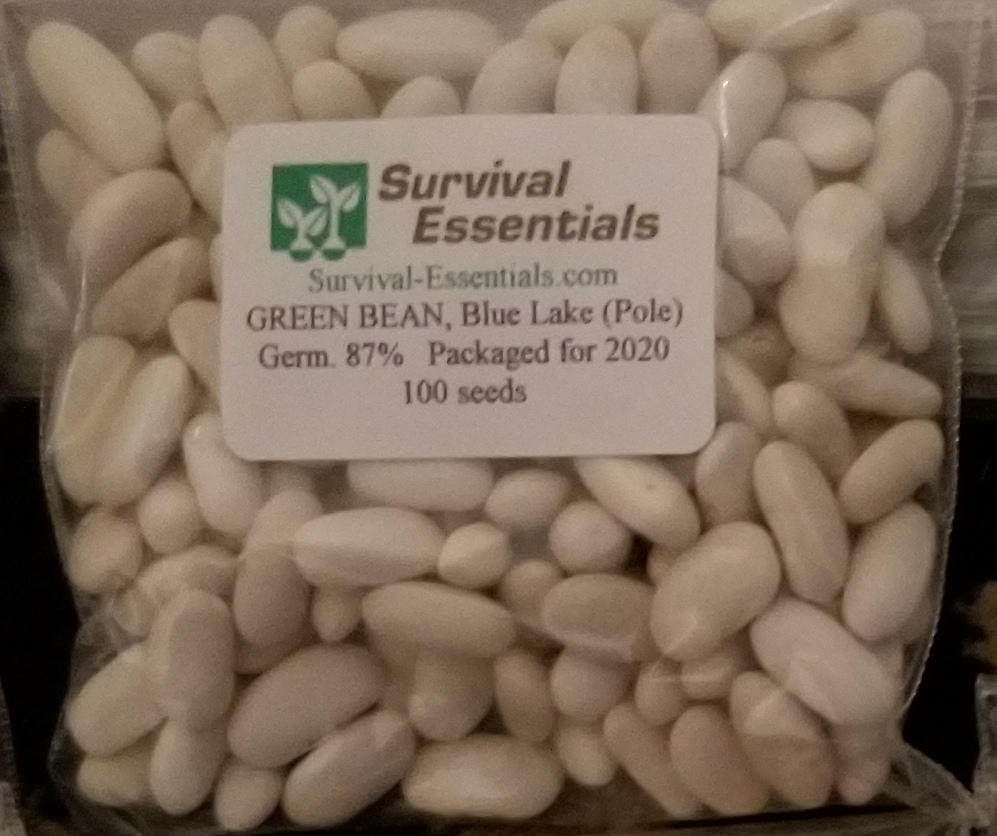 Survival
Essentials
Survival-Essentials.com
GREEN BEAN, Blue Lake (Pole)
Germ. 87% Packaged for 2020
100 seeds